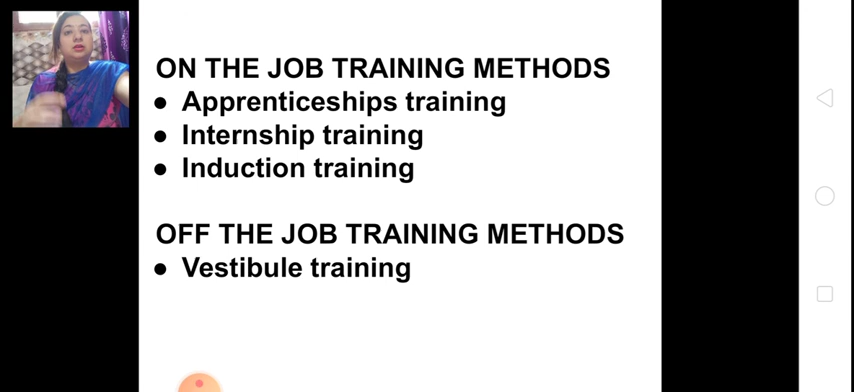 ON THE JOB TRAINING METHODS
● Apprenticeships training
● Internship training
● Induction training
OFF THE JOB TRAINING METHODS
● Vestibule training